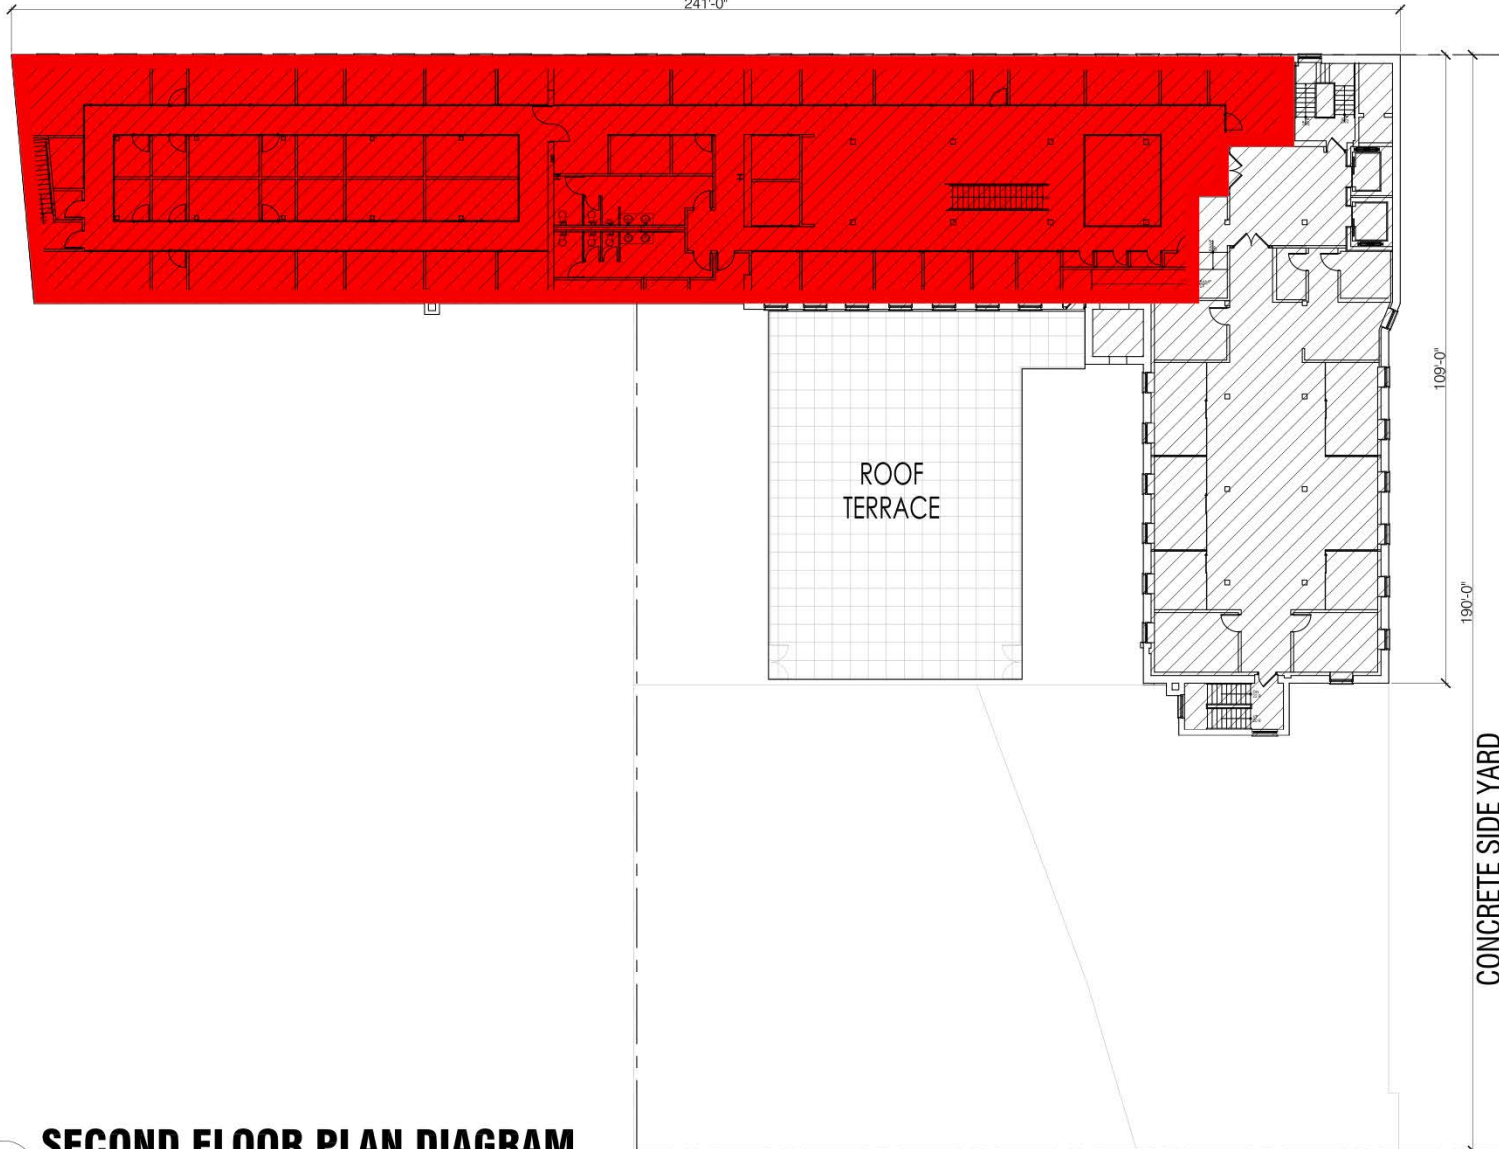 241'-0"
109'-0"
ROOF
TERRACE
190'-0"
CONCRETE SIDE YARD
SECOND FLOOR PLAN DIAGRAM